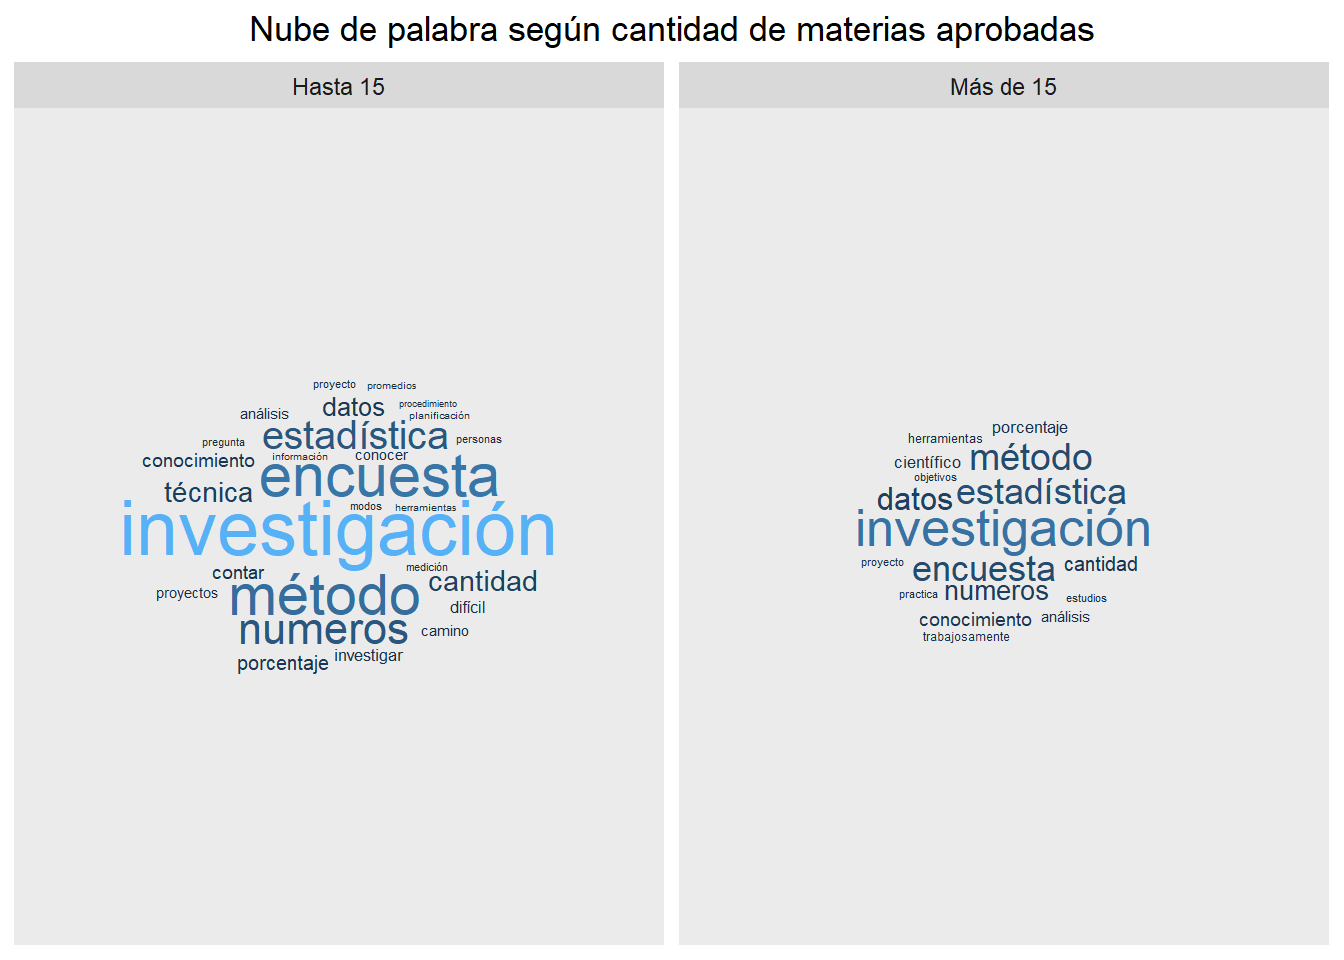 Nube de palabra según cantidad de materias aprobadas
Hasta 15
proyecto promedios
datos procedimiento
análisis planificación
estadística
pregunta personas
conocimiento información conocer
encuesta
técnica
modos herramientas
investigación
contar medición
cantidad
proyectos método
difícil
numeros camino
porcentaje investigar
Más de 15
porcentaje
herramientas
científico método
objetivos
datos estadística
investigación
proyecto encuesta cantidad
practica numeros estudios
conocimiento análisis
trabajosamente